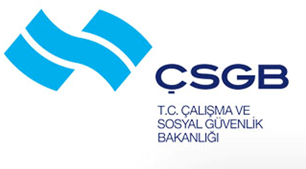 ÇSGB
T.C. ÇALIŞMA VE
SOSYAL GÜVENLİK
BAKANLIĞI